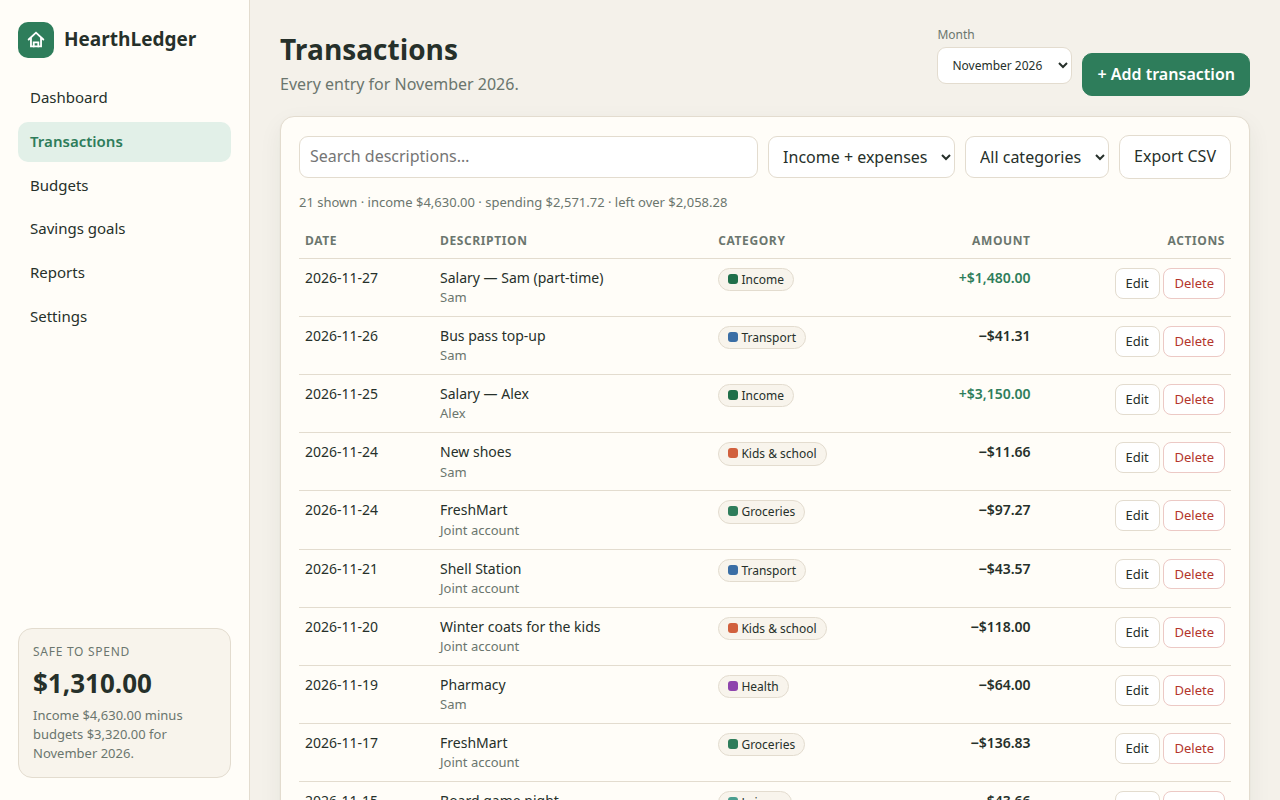 HearthLedger
Dashboard
Transactions
Budgets
Savings goals
Reports
Settings
SAFE TO SPEND
$1,310.00
Income $4,630.00 minus
budgets $3,320.00 for
November 2026.
Transactions
Every entry for November 2026.
Month
November 2026
+ Add transaction
Search descriptions...
Income + expenses
All categories
Export CSV
21 shown · income $4,630.00 · spending $2,571.72 · left over $2,058.28
DATE DESCRIPTION CATEGORY AMOUNT ACTIONS
2026-11-27 Salary — Sam (part-time) Income +$1,480.00 Edit Delete
Sam
2026-11-26 Bus pass top-up Transport −$41.31 Edit Delete
Sam
2026-11-25 Salary — Alex Income +$3,150.00 Edit Delete
Alex
2026-11-24 New shoes Kids & school −$11.66 Edit Delete
Sam
2026-11-24 FreshMart Groceries −$97.27 Edit Delete
Joint account
2026-11-21 Shell Station Transport −$43.57 Edit Delete
Joint account
2026-11-20 Winter coats for the kids Kids & school −$118.00 Edit Delete
Joint account
2026-11-19 Pharmacy Health −$64.00 Edit Delete
Sam
2026-11-17 FreshMart Groceries −$136.83 Edit Delete
Joint account
2026-11-15 Board game night −$43.66